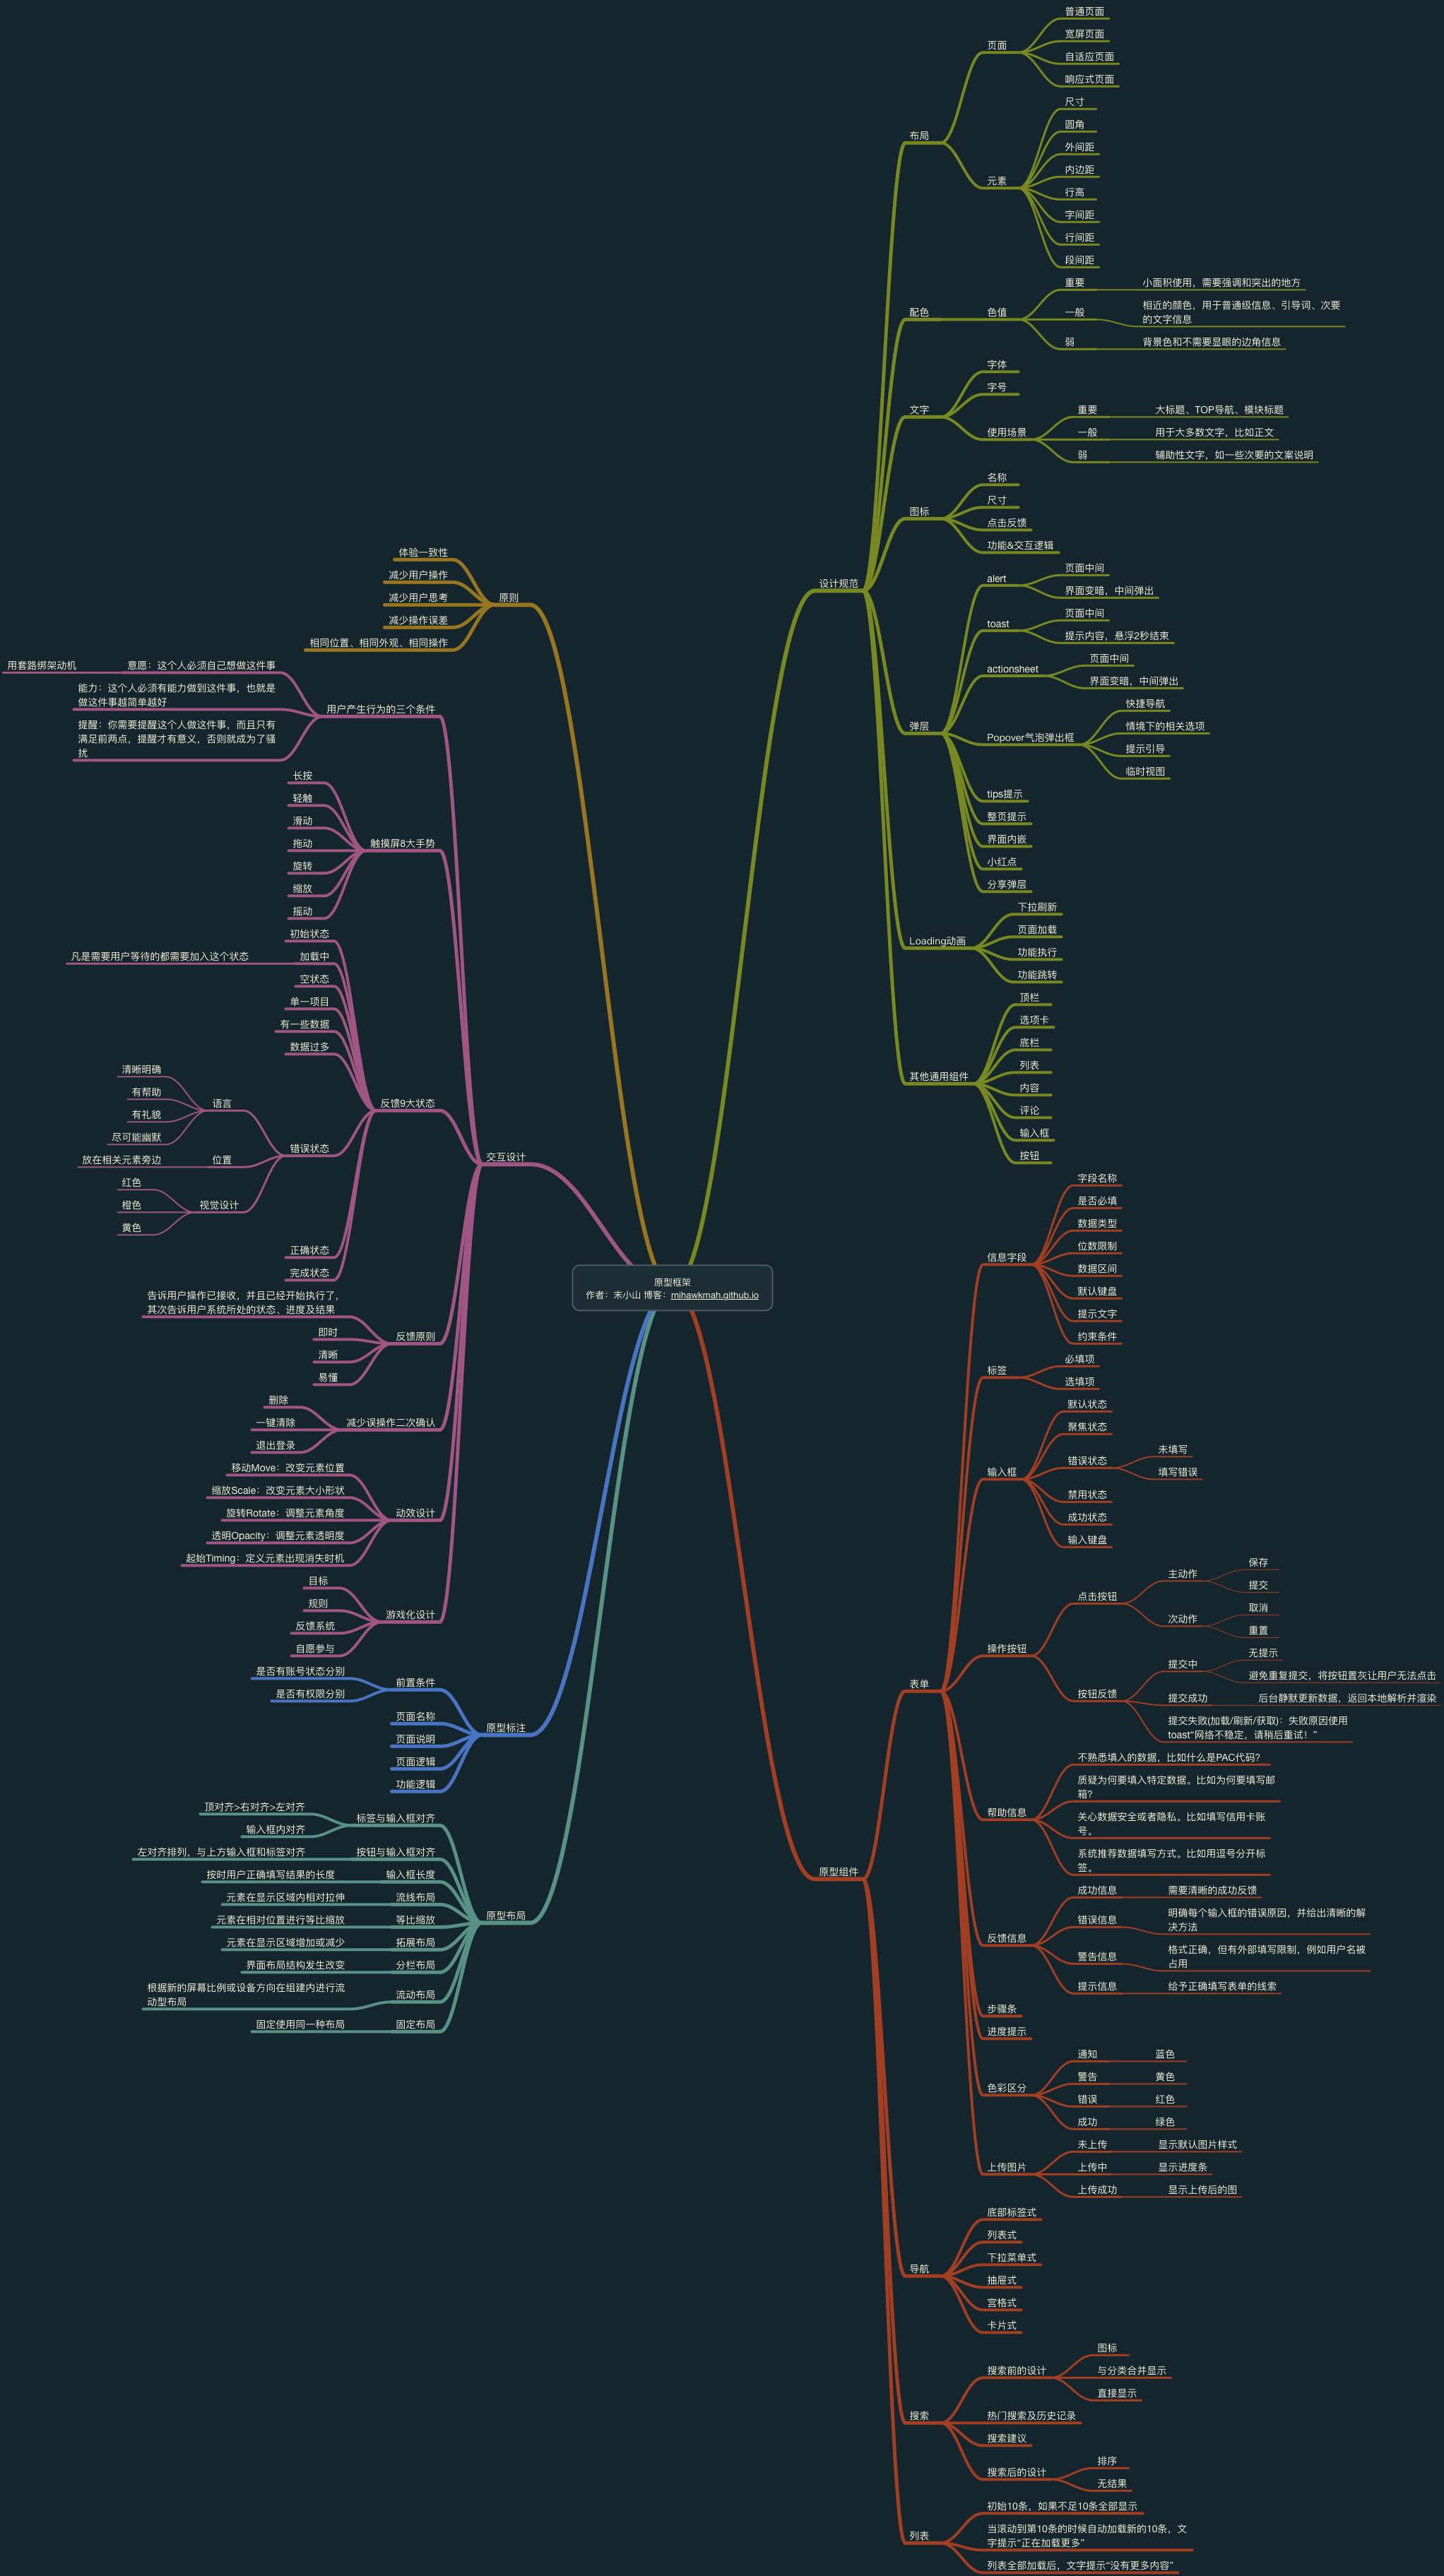 原型框架
作者：末小山 博客：mihawkmah.github.io
设计规范
布局
页面
普通页面
宽屏页面
自适应页面
响应式页面
元素
尺寸
圆角
外间距
内边距
行高
字间距
行间距
段间距
配色
色值
重要
小面积使用，需要强调和突出的地方
一般
相近的颜色，用于普通级信息、引导词、次要
的文字信息
弱
背景色和不需要显眼的边角信息
文字
字体
字号
使用场景
重要
大标题、TOP导航、模块标题
一般
用于大多数文字，比如正文
弱
辅助性文字，如一些次要的文案说明
图标
名称
尺寸
点击反馈
功能&交互逻辑
弹层
alert
页面中间
界面变暗，中间弹出
toast
页面中间
提示内容，悬浮2秒结束
actionsheet
页面中间
界面变暗，中间弹出
Popover气泡弹出框
快捷导航
情境下的相关选项
提示引导
临时视图
tips提示
整页提示
界面内嵌
小红点
分享弹层
Loading动画
下拉刷新
页面加载
功能执行
功能跳转
其他通用组件
顶栏
选项卡
底栏
列表
内容
评论
输入框
按钮
原型组件
表单
信息字段
字段名称
是否必填
数据类型
位数限制
数据区间
默认键盘
提示文字
约束条件
标签
必填项
选填项
输入框
默认状态
聚焦状态
错误状态
未填写
填写错误
禁用状态
成功状态
输入键盘
操作按钮
点击按钮
主动作
保存
提交
次动作
取消
重置
按钮反馈
提交中
无提示
避免重复提交，将按钮置灰让用户无法点击
提交成功
后台静默更新数据，返回本地解析并渲染
提交失败(加载/刷新/获取)：失败原因使用
toast“网络不稳定，请稍后重试！”
帮助信息
不熟悉填入的数据，比如什么是PAC代码？
质疑为何要填入特定数据。比如为何要填写邮
箱？
关心数据安全或者隐私。比如填写信用卡账
号。
系统推荐数据填写方式。比如用逗号分开标
签。
反馈信息
成功信息
需要清晰的成功反馈
错误信息
明确每个输入框的错误原因，并给出清晰的解
决方法
警告信息
格式正确，但有外部填写限制，例如用户名被
占用
提示信息
给予正确填写表单的线索
步骤条
进度提示
色彩区分
通知
蓝色
警告
黄色
错误
红色
成功
绿色
上传图片
未上传
显示默认图片样式
上传中
显示进度条
上传成功
显示上传后的图
导航
底部标签式
列表式
下拉菜单式
抽屉式
宫格式
卡片式
搜索
搜索前的设计
图标
与分类合并显示
直接显示
热门搜索及历史记录
搜索建议
搜索后的设计
排序
无结果
列表
初始10条，如果不足10条全部显示
当滚动到第10条的时候自动加载新的10条，文
字提示“正在加载更多”
列表全部加载后，文字提示“没有更多内容”
原则
体验一致性
减少用户操作
减少用户思考
减少操作误差
相同位置、相同外观、相同操作
交互设计
用户产生行为的三个条件
意愿：这个人必须自己想做这件事
用套路绑架动机
能力：这个人必须有能力做到这件事，也就是
做这件事越简单越好
提醒：你需要提醒这个人做这件事，而且只有
满足前两点，提醒才有意义，否则就成为了骚
扰
触摸屏8大手势
长按
轻触
滑动
拖动
旋转
缩放
摇动
反馈9大状态
初始状态
加载中
凡是需要用户等待的都需要加入这个状态
空状态
单一项目
有一些数据
数据过多
错误状态
语言
清晰明确
有帮助
有礼貌
尽可能幽默
位置
放在相关元素旁边
视觉设计
红色
橙色
黄色
正确状态
完成状态
反馈原则
告诉用户操作已接收，并且已经开始执行了，
其次告诉用户系统所处的状态、进度及结果
即时
清晰
易懂
减少误操作二次确认
删除
一键清除
退出登录
动效设计
移动Move：改变元素位置
缩放Scale：改变元素大小形状
旋转Rotate：调整元素角度
透明Opacity：调整元素透明度
起始Timing：定义元素出现消失时机
游戏化设计
目标
规则
反馈系统
自愿参与
原型标注
前置条件
是否有账号状态分别
是否有权限分别
页面名称
页面说明
页面逻辑
功能逻辑
原型布局
标签与输入框对齐
顶对齐>右对齐>左对齐
输入框内对齐
按钮与输入框对齐
左对齐排列，与上方输入框和标签对齐
输入框长度
按时用户正确填写结果的长度
流线布局
元素在显示区域内相对拉伸
等比缩放
元素在相对位置进行等比缩放
拓展布局
元素在显示区域增加或减少
分栏布局
界面布局结构发生改变
流动布局
根据新的屏幕比例或设备方向在组建内进行流
动型布局
固定布局
固定使用同一种布局